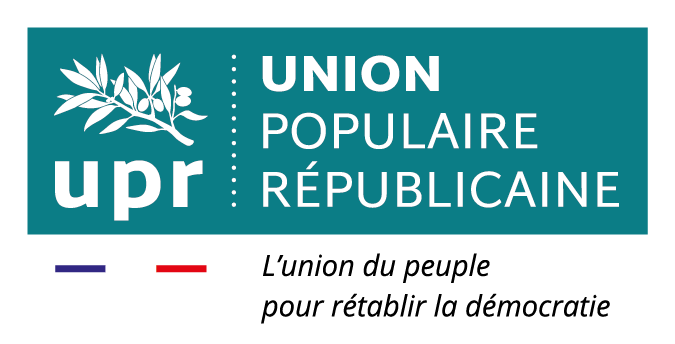 upr
UNION
POPULAIRE
RÉPUBLICAINE
L’union du peuple
pour rétablir la démocratie